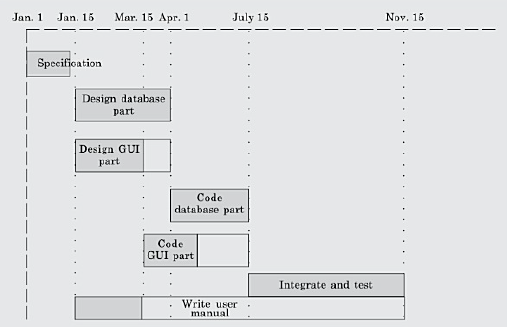 Jan. 1 Jan. 15 Mar. 15 Apr. 1 July 15 Nov. 15
Specification
Design database
part
Design GUI
part
Code
database part
Code
GUI part
Integrate and test
Write user
manual